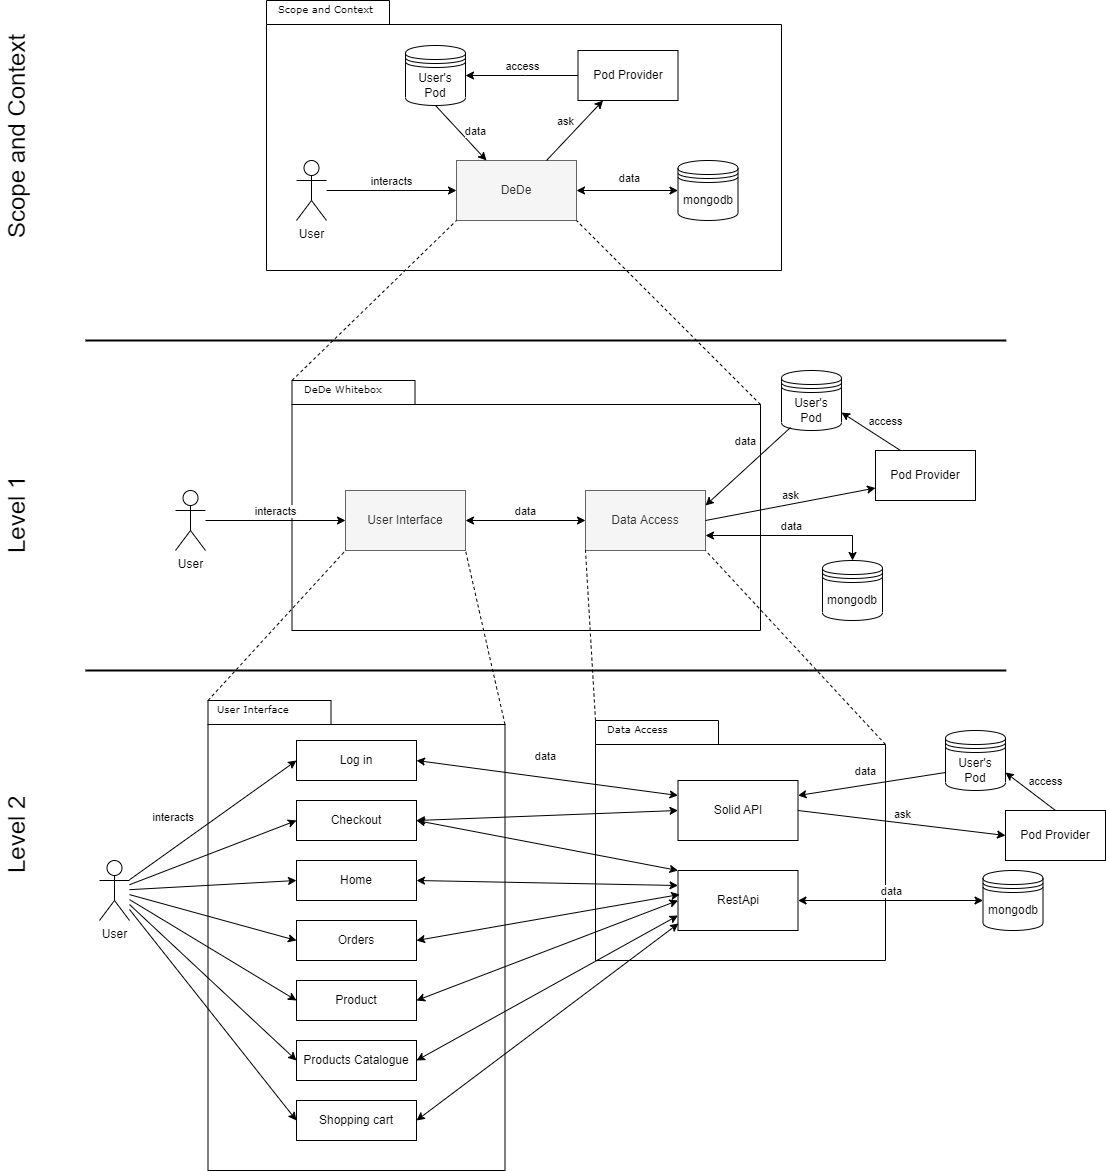 Scope and Context
Scope and Context
User's
Pod
access
Pod Provider
data
ask
interacts
DeDe
data
mongodb
User
Level 1
DeDe Whitebox
User's
Pod
access
data
Pod Provider
ask
interacts
User Interface
data
Data Access
data
User
mongodb
Level 2
User Interface
Data Access
Log in
data
User's
Pod
data
access
interacts
Checkout
Solid API
ask
Pod Provider
Home
RestApi
data
mongodb
User
Orders
Product
Products Catalogue
Shopping cart